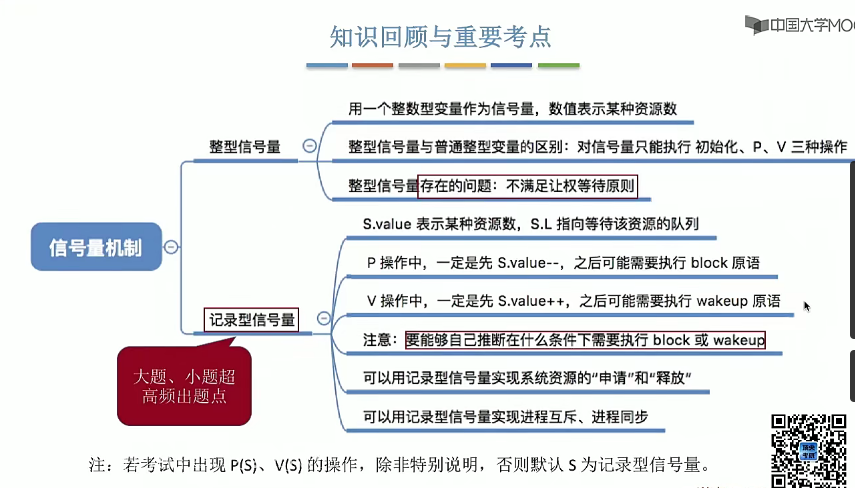 中国大学MOO
知识回顾与重要考点
用一个整数型变量作为信号量，数值表示某种资源数
整型信号量
整型信号量与普通整型变量的区别：对信号量只能执行 初始化、P、V 三种操作
整型信号量存在的问题：不满足让权等待原则
信号量机制
S.value 表示某种资源数，S.L 指向等待该资源的队列
P 操作中，一定是先 S.value--，之后可能需要执行 block 原语
V 操作中，一定是先 S.value++，之后可能需要执行 wakeup 原语
记录型信号量
注意：要能够自己推断在什么条件下需要执行 block 或 wakeup
大题、小题超
高频出题点
可以用记录型信号量实现系统资源的“申请”和“释放”
可以用记录型信号量实现进程互斥、进程同步
注：若考试中出现 P(S)、V(S) 的操作，除非特别说明，否则默认 S 为记录型信号量。